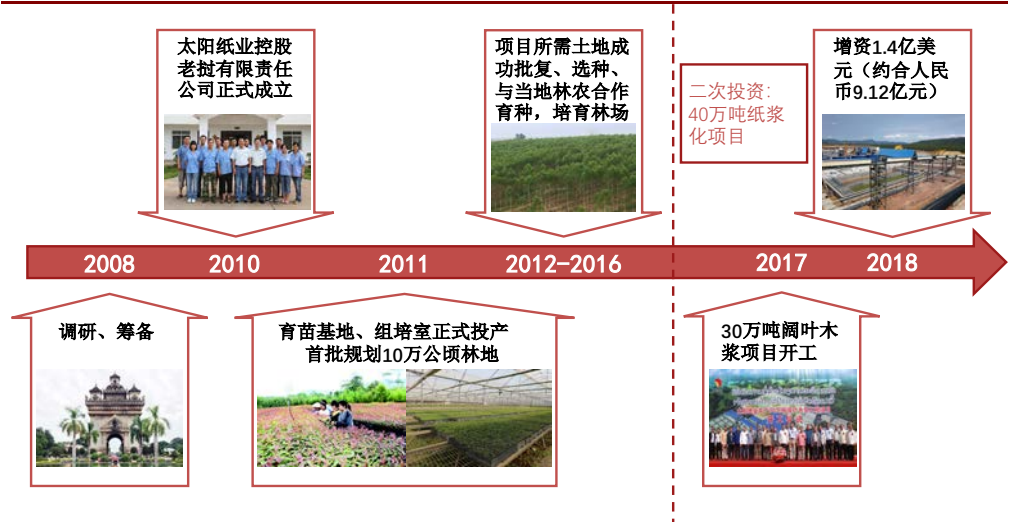 太阳纸业控股
老挝有限责任
公司正式成立
项目所需土地成
功批复、选种、
与当地林农合作
育种，培育林场
二次投资：
40万吨纸浆
化项目
增资1.4亿美
元（约合人民
币9.12亿元）
2008
2010
2011
2012-2016
2017
2018
调研、筹备
育苗基地、组培室正式投产
首批规划10万公顷林地
30万吨阔叶木
浆项目开工